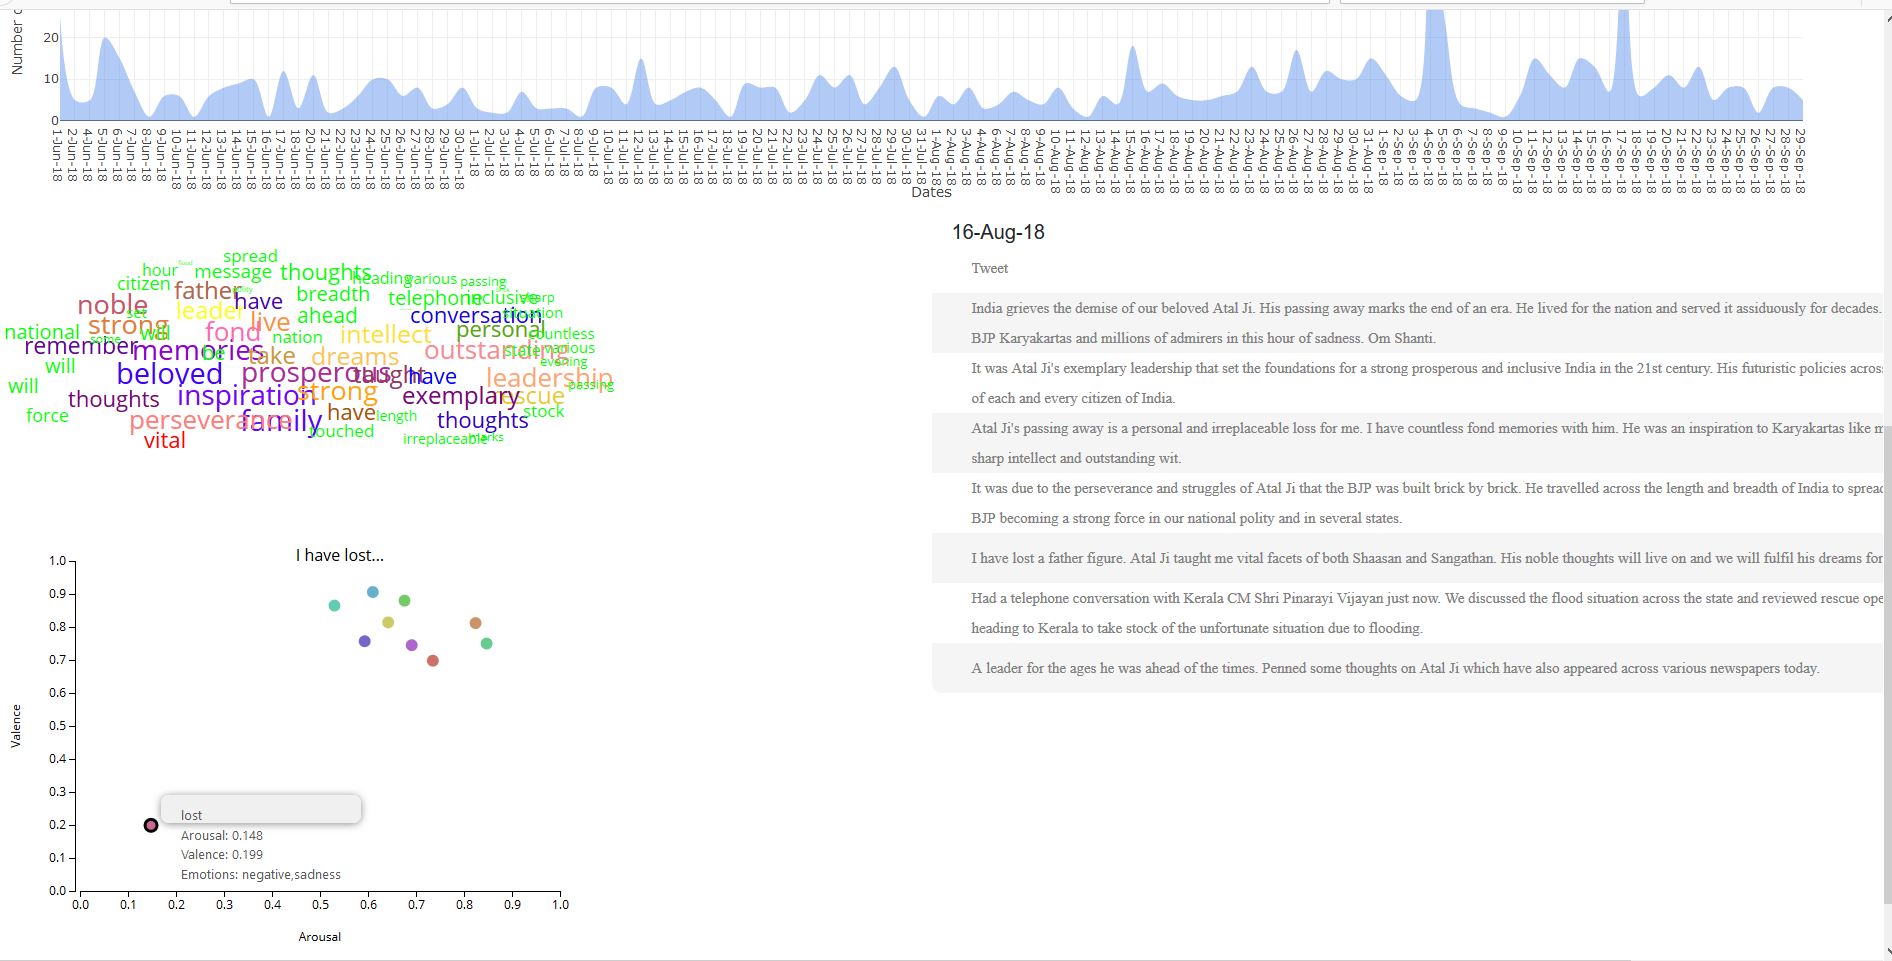 Number
20
10
0
1-Jun-18 2-Jun-18 4-Jun-18 5-Jun-18 6-Jun-18 7-Jun-18 8-Jun-18 9-Jun-18 10-Jun-18 11-Jun-18 12-Jun-18 13-Jun-18 14-Jun-18 15-Jun-18 16-Jun-18 17-Jun-18 18-Jun-18 20-Jun-18 21-Jun-18 22-Jun-18 23-Jun-18 24-Jun-18 25-Jun-18 26-Jun-18 27-Jun-18 28-Jun-18 29-Jun-18 30-Jun-18 1-Jul-18 2-Jul-18 3-Jul-18 4-Jul-18 5-Jul-18 6-Jul-18 7-Jul-18 8-Jul-18 9-Jul-18 10-Jul-18 11-Jul-18 12-Jul-18 13-Jul-18 14-Jul-18 15-Jul-18 16-Jul-18 17-Jul-18 18-Jul-18 19-Jul-18 20-Jul-18 21-Jul-18 22-Jul-18 23-Jul-18 24-Jul-18 25-Jul-18 26-Jul-18 27-Jul-18 28-Jul-18 29-Jul-18 30-Jul-18 31-Jul-18 1-Aug-18 2-Aug-18 3-Aug-18 4-Aug-18 6-Aug-18 7-Aug-18 8-Aug-18 9-Aug-18 10-Aug-18 11-Aug-18 12-Aug-18 13-Aug-18 14-Aug-18 15-Aug-18 16-Aug-18 17-Aug-18 18-Aug-18 19-Aug-18 20-Aug-18 21-Aug-18 22-Aug-18 23-Aug-18 24-Aug-18 26-Aug-18 27-Aug-18 28-Aug-18 29-Aug-18 30-Aug-18 31-Aug-18 1-Sep-18 2-Sep-18 3-Sep-18 4-Sep-18 5-Sep-18 6-Sep-18 7-Sep-18 8-Sep-18 9-Sep-18 10-Sep-18 11-Sep-18 12-Sep-18 13-Sep-18 14-Sep-18 15-Sep-18 16-Sep-18 17-Sep-18 18-Sep-18 19-Sep-18 20-Sep-18 21-Sep-18 22-Sep-18 23-Sep-18 24-Sep-18 25-Sep-18 26-Sep-18 27-Sep-18 28-Sep-18 29-Sep-18
Dates
spread
hour message thoughts heading various passing
citizen father have breadth telephone inclusive sharp
noble set leader ahead conversation situation
strong fond live nation intellect personal countless
national some will
remember memories be take dreams outstanding state various
will beloved prosperous taught have leadership evening passing
will thoughts inspiration strong exemplary rescue
force perseverance family have length thoughts stock
vital touched irreplaceable marks
16-Aug-18
Tweet
India grieves the demise of our beloved Atal Ji. His passing away marks the end of an era. He lived for the nation and served it assiduously for decades.
BJP Karyakartas and millions of admirers in this hour of sadness. Om Shanti.
It was Atal Ji's exemplary leadership that set the foundations for a strong prosperous and inclusive India in the 21st century. His futuristic policies acros
of each and every citizen of India.
Atal Ji's passing away is a personal and irreplaceable loss for me. I have countless fond memories with him. He was an inspiration to Karyakartas like m
sharp intellect and outstanding wit.
It was due to the perseverance and struggles of Atal Ji that the BJP was built brick by brick. He travelled across the length and breadth of India to spread
BJP becoming a strong force in our national polity and in several states.
I have lost a father figure. Atal Ji taught me vital facets of both Shaasan and Sangathan. His noble thoughts will live on and we will fulfil his dreams for
Had a telephone conversation with Kerala CM Shri Pinarayi Vijayan just now. We discussed the flood situation across the state and reviewed rescue ope
heading to Kerala to take stock of the unfortunate situation due to flooding.
A leader for the ages he was ahead of the times. Penned some thoughts on Atal Ji which have also appeared across various newspapers today.
I have lost...
1.0
0.9
0.8
0.7
0.6
0.5
0.4
0.3
0.2
0.1
0.0
Valence
lost
Arousal: 0.148
Valence: 0.199
Emotions: negative,sadness
0.0 0.1 0.2 0.3 0.4 0.5 0.6 0.7 0.8 0.9 1.0
Arousal